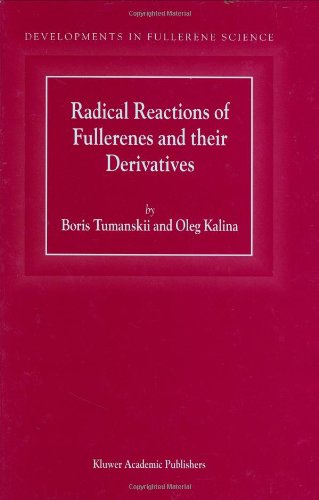 DEVELOPMENTS IN FULLERENE SCIENCE
Radical Reactions of
Fullerenes and their
Derivatives
by
Boris Tumanskii and Oleg Kalina
Kluwer Academic Publishers